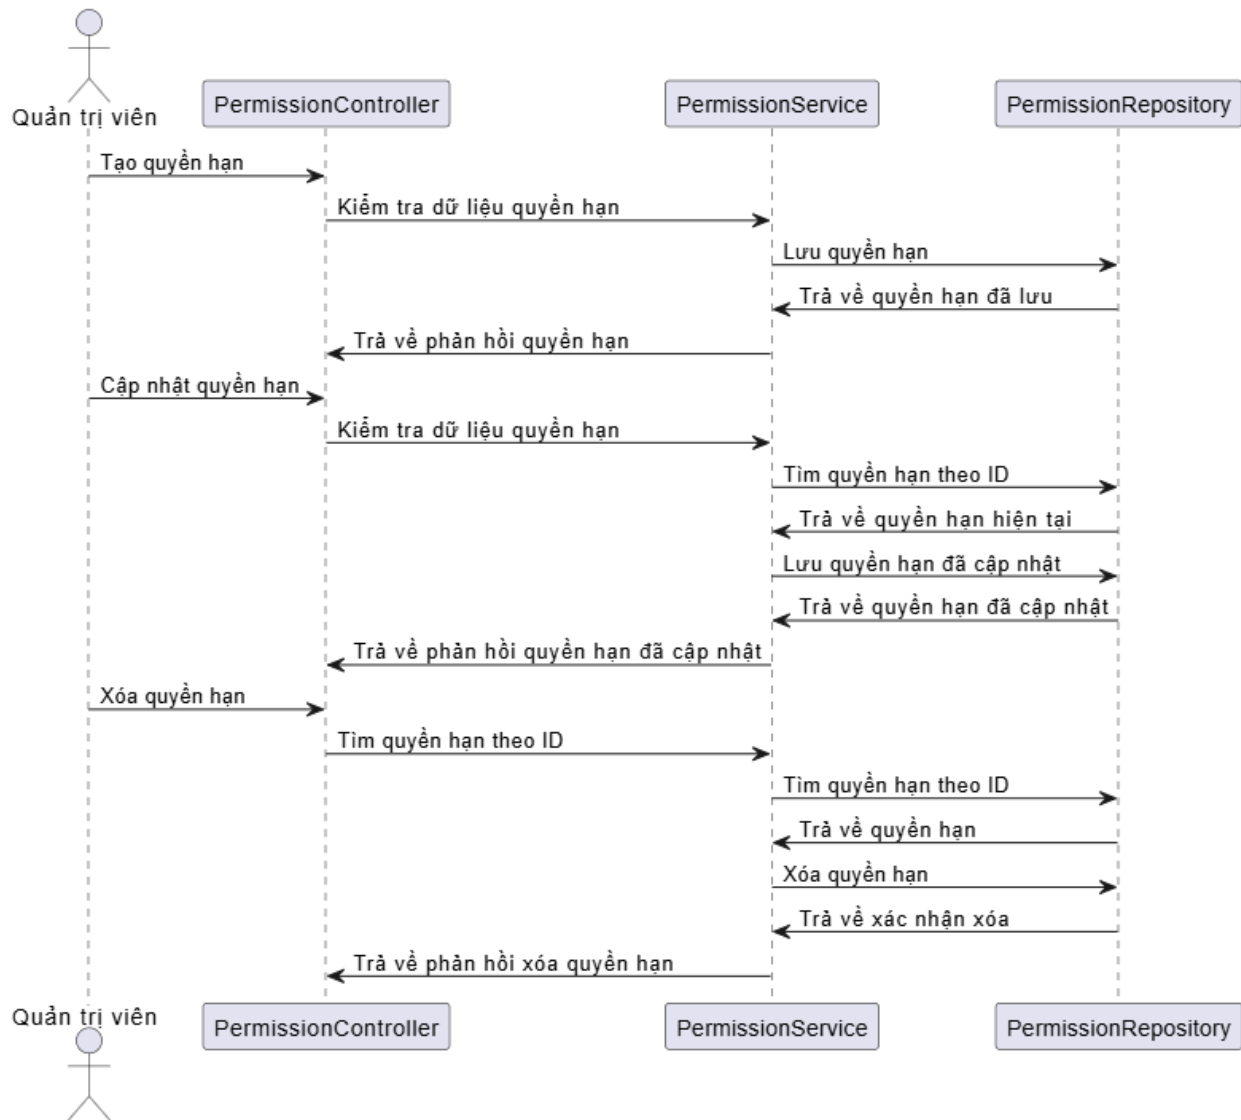 Quản trị viên
PermissionController
PermissionService
PermissionRepository
Tạo quyền hạn
Kiểm tra dữ liệu quyền hạn
Lưu quyền hạn
Trả về quyền hạn đã lưu
Trả về phản hồi quyền hạn
Cập nhật quyền hạn
Kiểm tra dữ liệu quyền hạn
Tìm quyền hạn theo ID
Trả về quyền hạn hiện tại
Lưu quyền hạn đã cập nhật
Trả về quyền hạn đã cập nhật
Trả về phản hồi quyền hạn đã cập nhật
Xóa quyền hạn
Tìm quyền hạn theo ID
Tìm quyền hạn theo ID
Trả về quyền hạn
Xóa quyền hạn
Trả về xác nhận xóa
Trả về phản hồi xóa quyền hạn
Quản trị viên
PermissionController
PermissionService
PermissionRepository